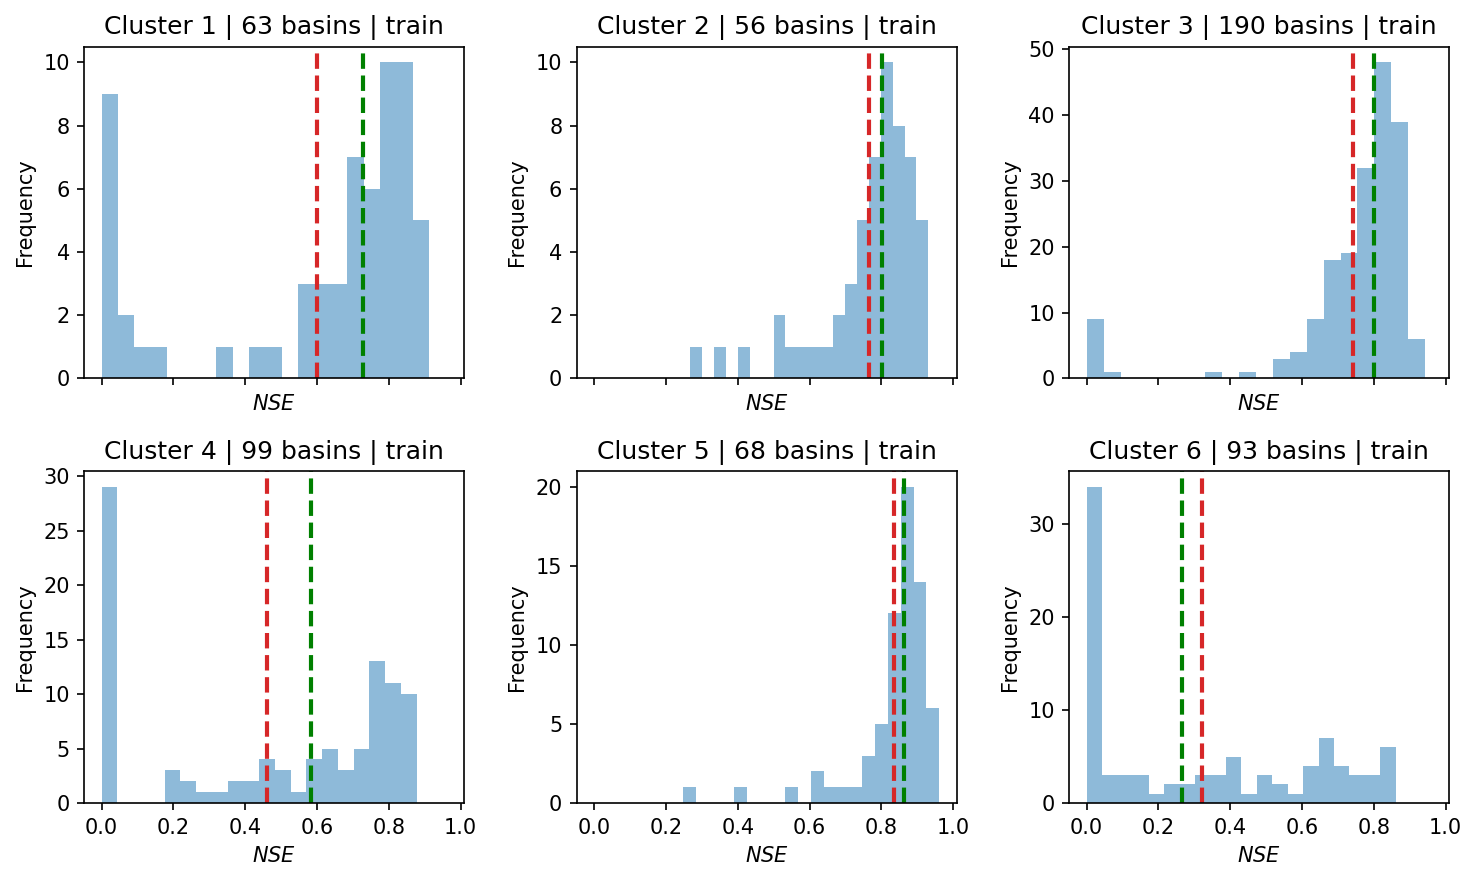 Cluster 1 | 63 basins | train
Cluster 2 | 56 basins | train
Cluster 3 | 190 basins | train
10
8
6
4
2
0
Frequency
NSE
10
8
6
4
2
0
Frequency
NSE
50
40
30
20
10
0
Frequency
NSE
Cluster 4 | 99 basins | train
Cluster 5 | 68 basins | train
Cluster 6 | 93 basins | train
30
25
20
15
10
5
0
Frequency
0.0 0.2 0.4 0.6 0.8 1.0
NSE
20
15
10
5
0
Frequency
0.0 0.2 0.4 0.6 0.8 1.0
NSE
30
20
10
0
Frequency
0.0 0.2 0.4 0.6 0.8 1.0
NSE